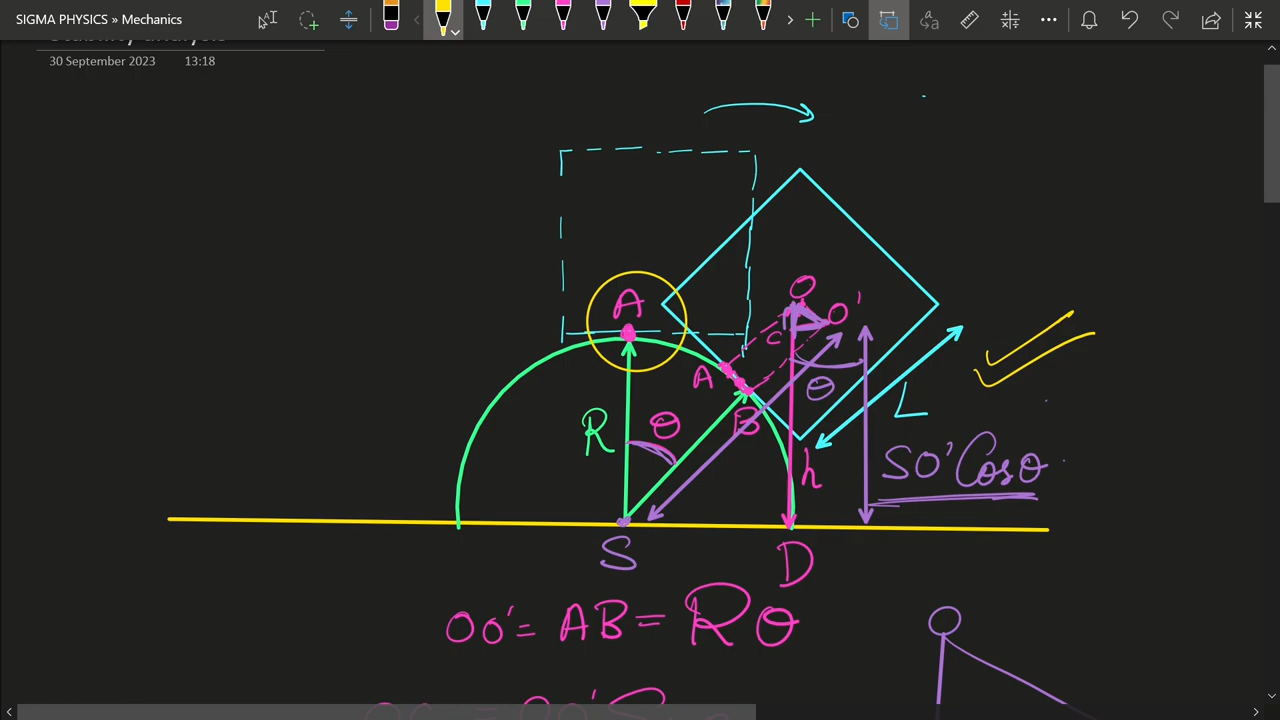 SIGMA PHYSICS » Mechanics
30 September 2023 13:18
A
O
O'
C
A
B
R
θ
θ
L
h
SO'Cosθ
S
D
OO' = AB = Rθ
O